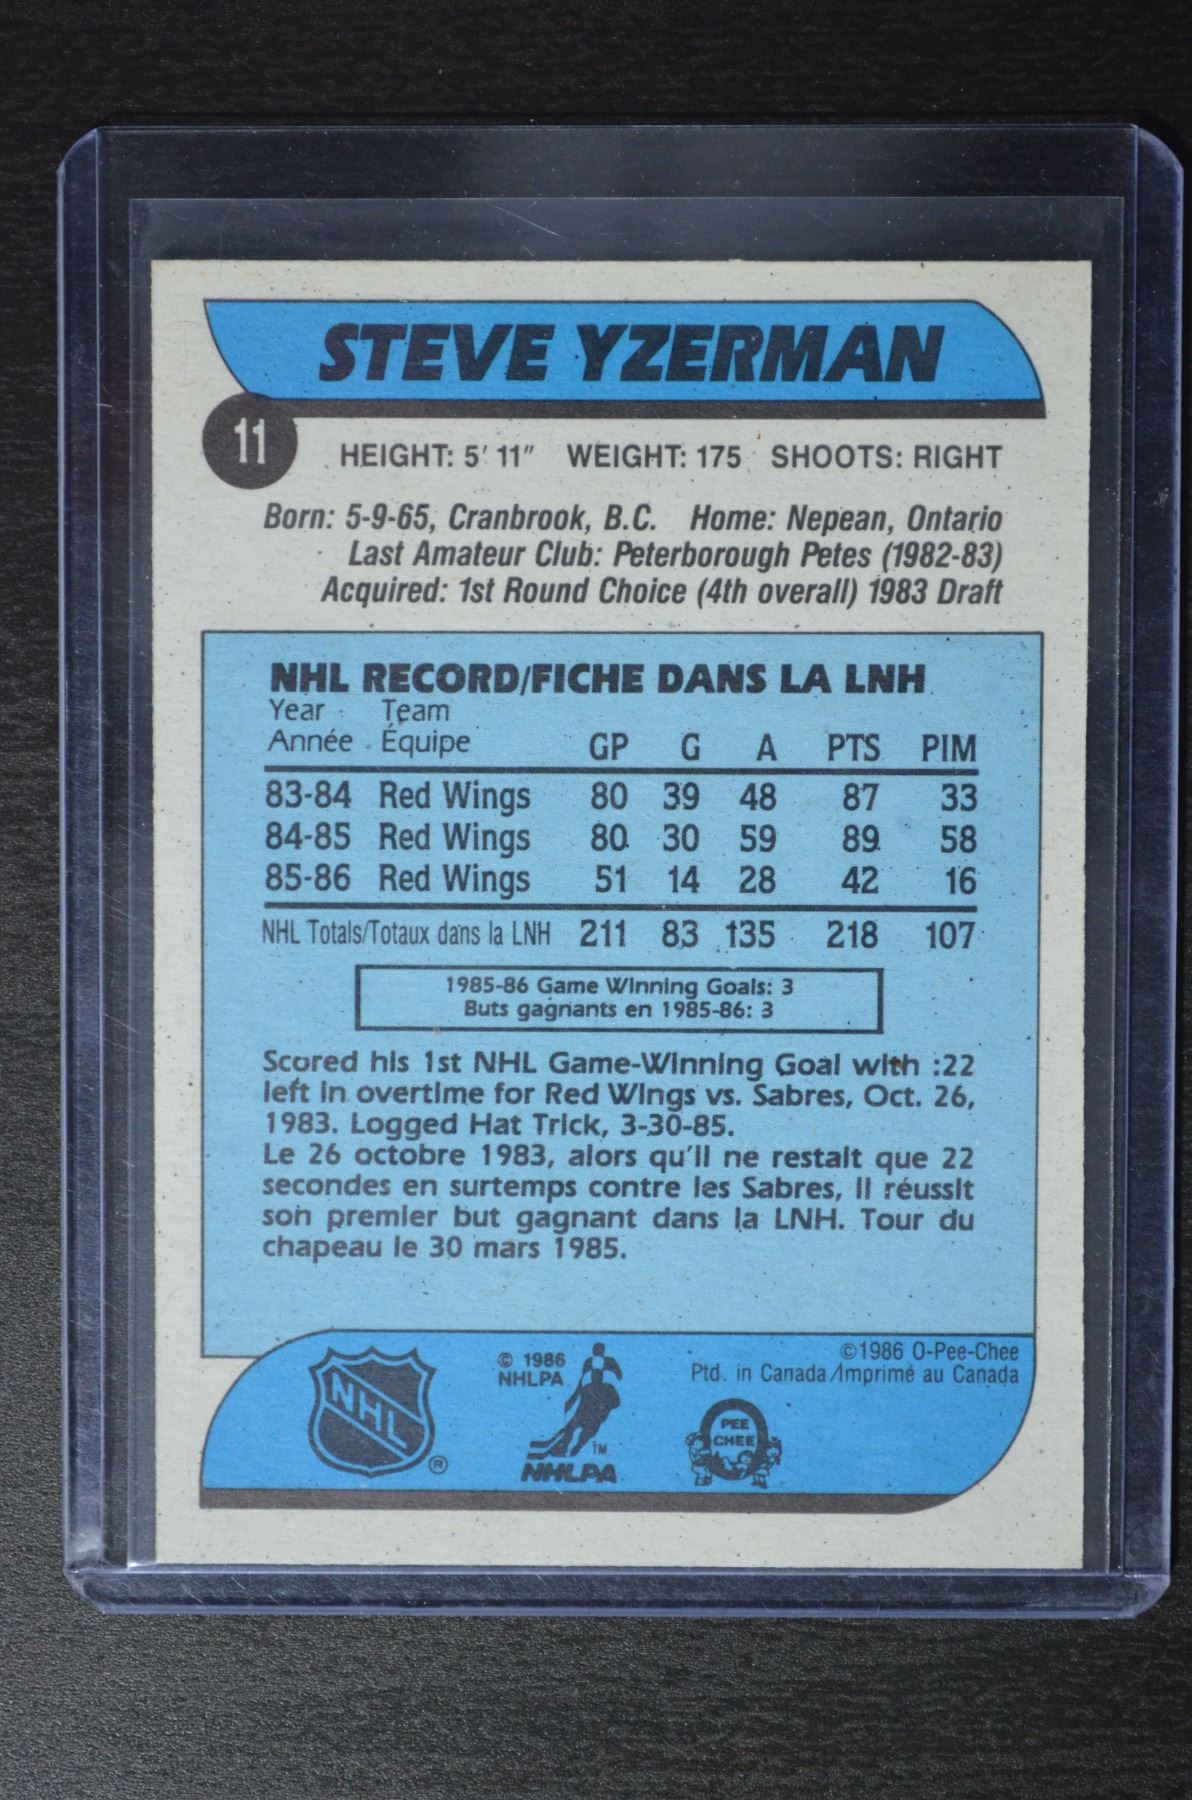 STEVE YZERMAN
11
HEIGHT: 5' 11" WEIGHT: 175 SHOOTS: RIGHT
Born: 5-9-65, Cranbrook, B.C. Home: Nepean, Ontario
Last Amateur Club: Peterborough Petes (1982-83)
Acquired: 1st Round Choice (4th overall) 1983 Draft
NHL RECORD/FICHE DANS LA LNH
Year Team
Année Équipe GP G A PTS PIM
83-84 Red Wings 80 39 48 87 33
84-85 Red Wings 80 30 59 89 58
85-86 Red Wings 51 14 28 42 16
NHL Totals/Totaux dans la LNH 211 83 135 218 107
1985-86 Game Winning Goals: 3
Buts gagnants en 1985-86: 3
Scored his 1st NHL Game-Winning Goal with :22
left in overtime for Red Wings vs. Sabres, Oct. 26,
1983. Logged Hat Trick, 3-30-85.
Le 26 octobre 1983, alors qu'il ne restait que 22
secondes en surtemps contre les Sabres, il réussit
son premier but gagnant dans la LNH. Tour du
chapeau le 30 mars 1985.
©1986 O-Pee-Chee
Ptd. in Canada/Imprimé au Canada
© 1986
NHLPA
NHL
®
TM
NHLPA
O
PEE
CHEE